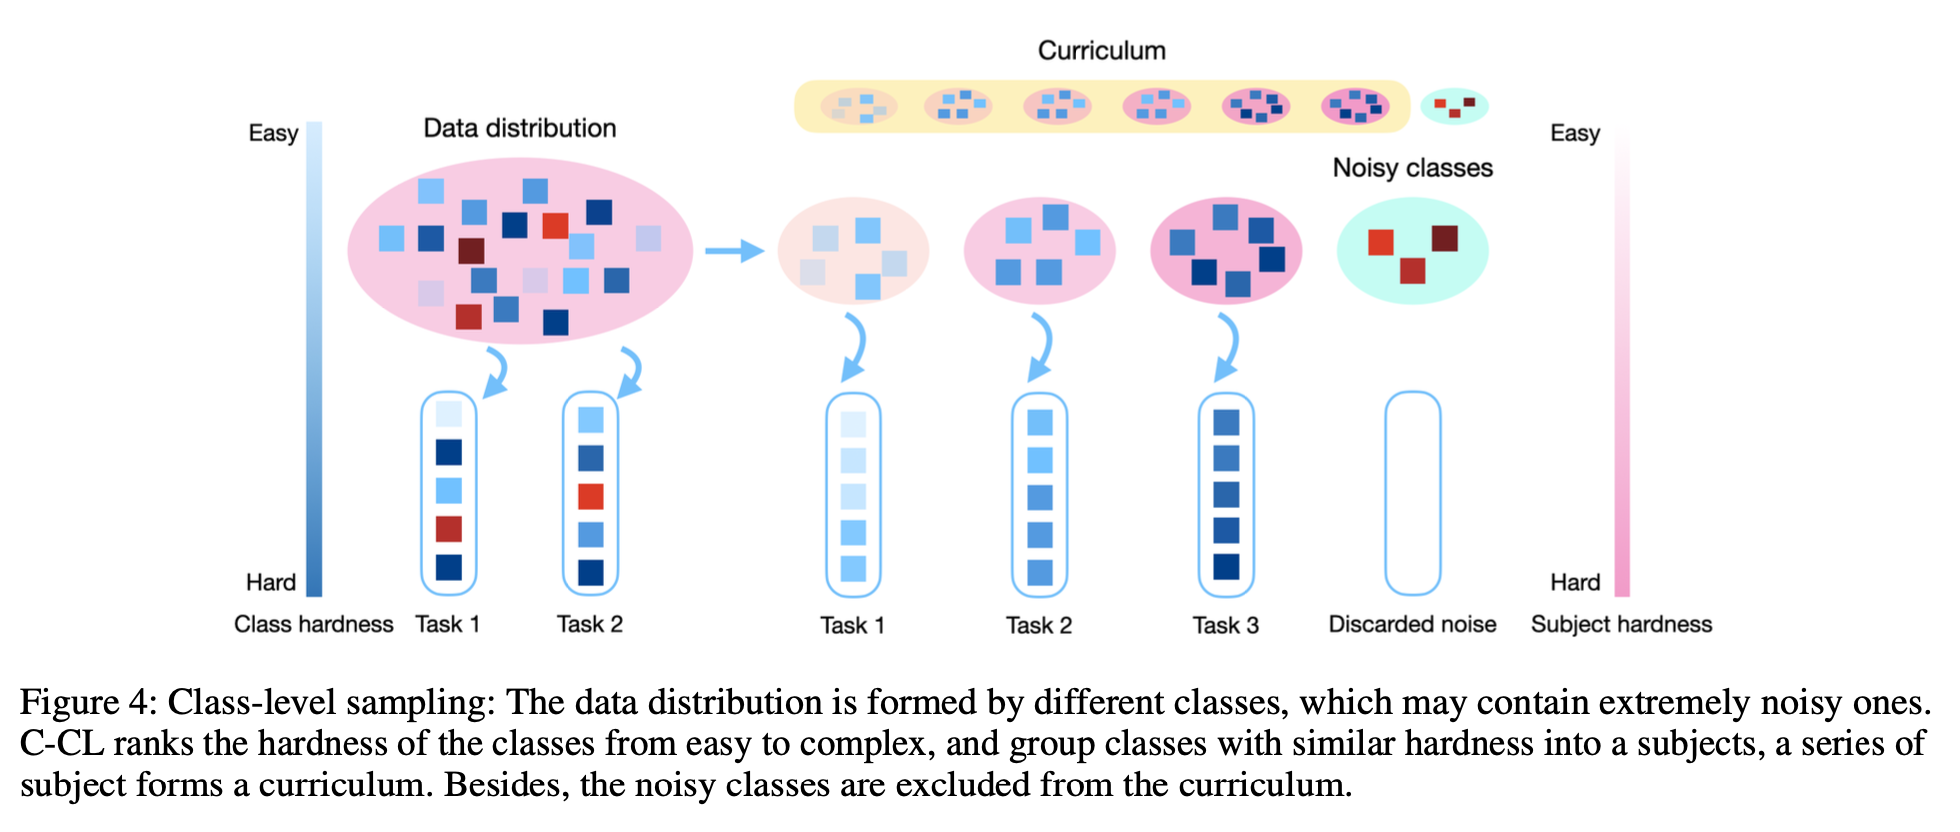 Curriculum
Easy
Data distribution
Easy
Noisy classes
Hard
Hard
Class hardness
Task 1
Task 2
Task 1
Task 2
Task 3
Discarded noise
Subject hardness
Figure 4: Class-level sampling: The data distribution is formed by different classes, which may contain extremely noisy ones.
C-CL ranks the hardness of the classes from easy to complex, and group classes with similar hardness into a subjects, a series of
subject forms a curriculum. Besides, the noisy classes are excluded from the curriculum.